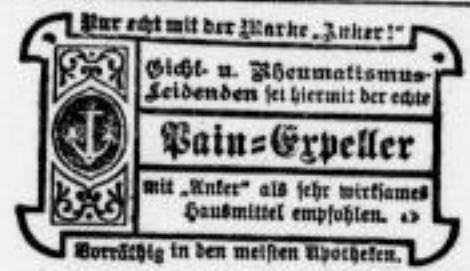 Nur echt mit der Marke „Anker!“
Gicht- u. Rheumatismus-
Leidenden sei hiermit der echte
Pain-Expeller
mit „Anker“ als sehr wirksames
Hausmittel empfohlen.
Vorräthig in den meisten Apotheken.